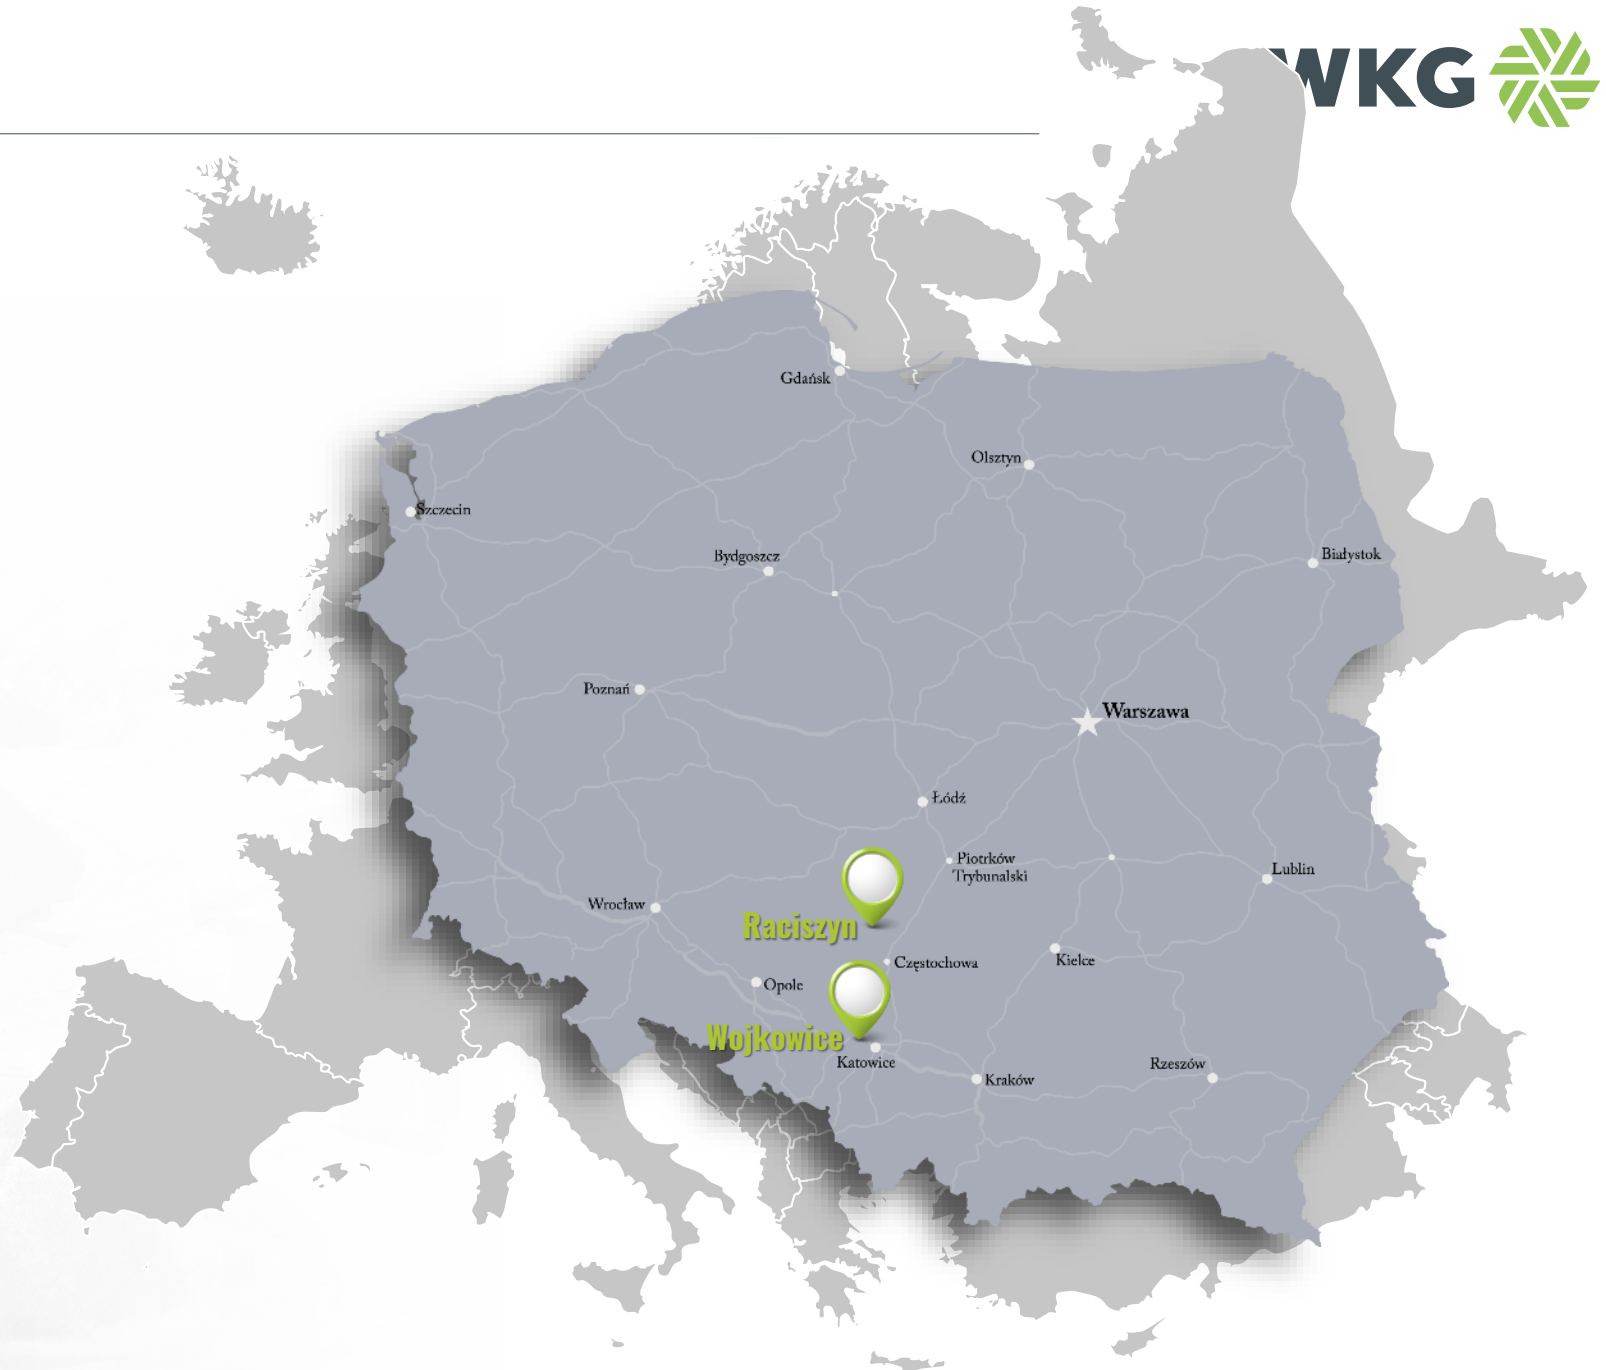 WKG
Gdańsk
Olsztyn
Szczecin
Bydgoszcz
Białystok
Poznań
Warszawa
Łódź
Piotrków
Trybunalski
Lublin
Wrocław
Raciszyn
Częstochowa
Kielce
Opole
Wojkowice
Katowice
Rzeszów
Kraków